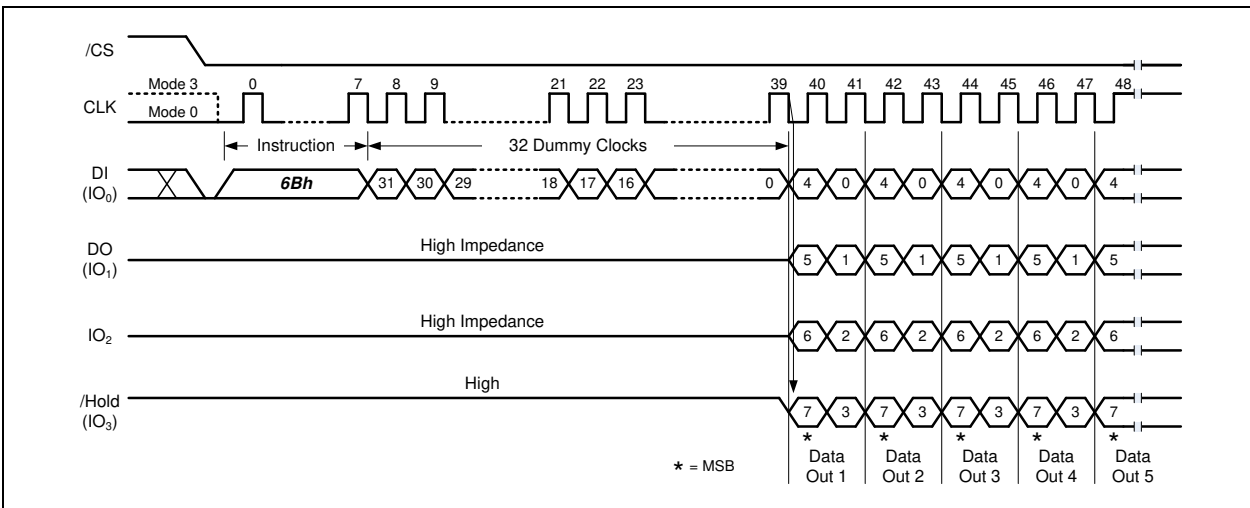 /CS
Mode 3 0 7 8 9 21 22 23 39 40 41 42 43 44 45 46 47 48
CLK
Mode 0
Instruction 32 Dummy Clocks
DI
(IO0) 6Bh 31 30 29 18 17 16 0 4 0 4 0 4 0 4 0 4
DO
(IO1) High Impedance 5 1 5 1 5 1 5 1 5
IO2 High Impedance 6 2 6 2 6 2 6 2 6
/Hold
(IO3) High 7 3 7 3 7 3 7 3 7
* * * * *
* = MSB
Data Out 1
Data Out 2
Data Out 3
Data Out 4
Data Out 5